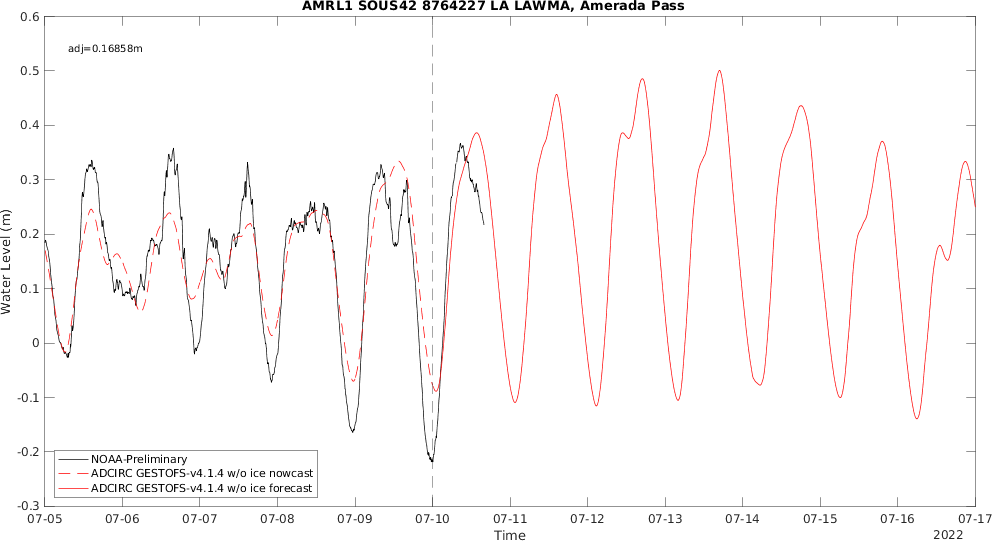 AMRL1 SOUS42 8764227 LA LAWMA, Amerada Pass
adj=0.16858m
0.6
0.5
0.4
0.3
0.2
0.1
0
-0.1
-0.2
-0.3
Water Level (m)
NOAA-Preliminary
ADCIRC GESTOFS-v4.1.4 w/o ice nowcast
ADCIRC GESTOFS-v4.1.4 w/o ice forecast
07-05 07-06 07-07 07-08 07-09 07-10 07-11 07-12 07-13 07-14 07-15 07-16 07-17
Time
2022